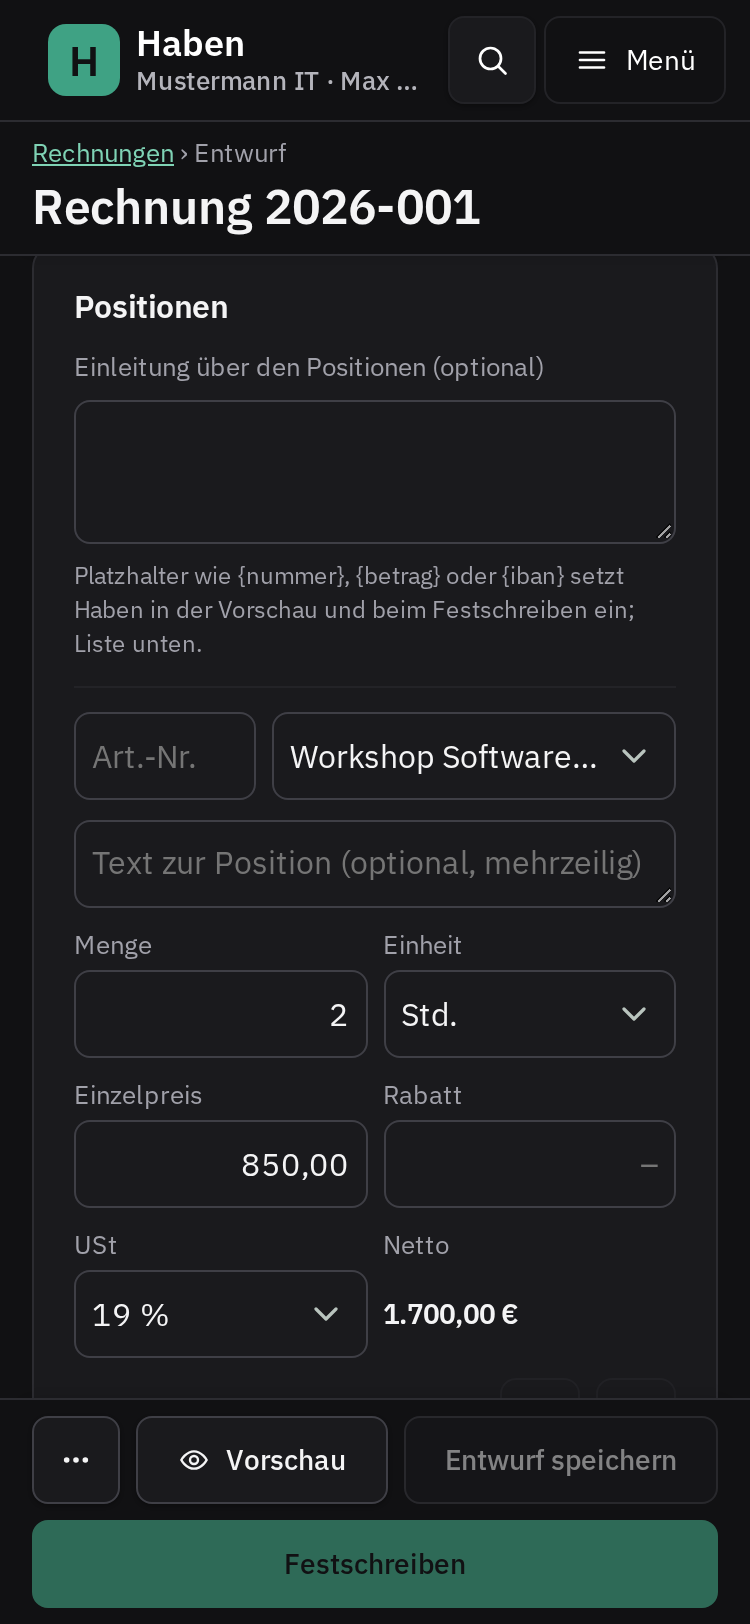 H
Haben
Mustermann IT · Max ...
Menü
Rechnungen › Entwurf
Rechnung 2026-001
Positionen
Einleitung über den Positionen (optional)
Platzhalter wie {nummer}, {betrag} oder {iban} setzt
Haben in der Vorschau und beim Festschreiben ein;
Liste unten.
Art.-Nr.
Workshop Software...
Text zur Position (optional, mehrzeilig)
Menge
Einheit
2
Std.
Einzelpreis
Rabatt
850,00
–
USt
Netto
19 %
1.700,00 €
Vorschau
Entwurf speichern
Festschreiben